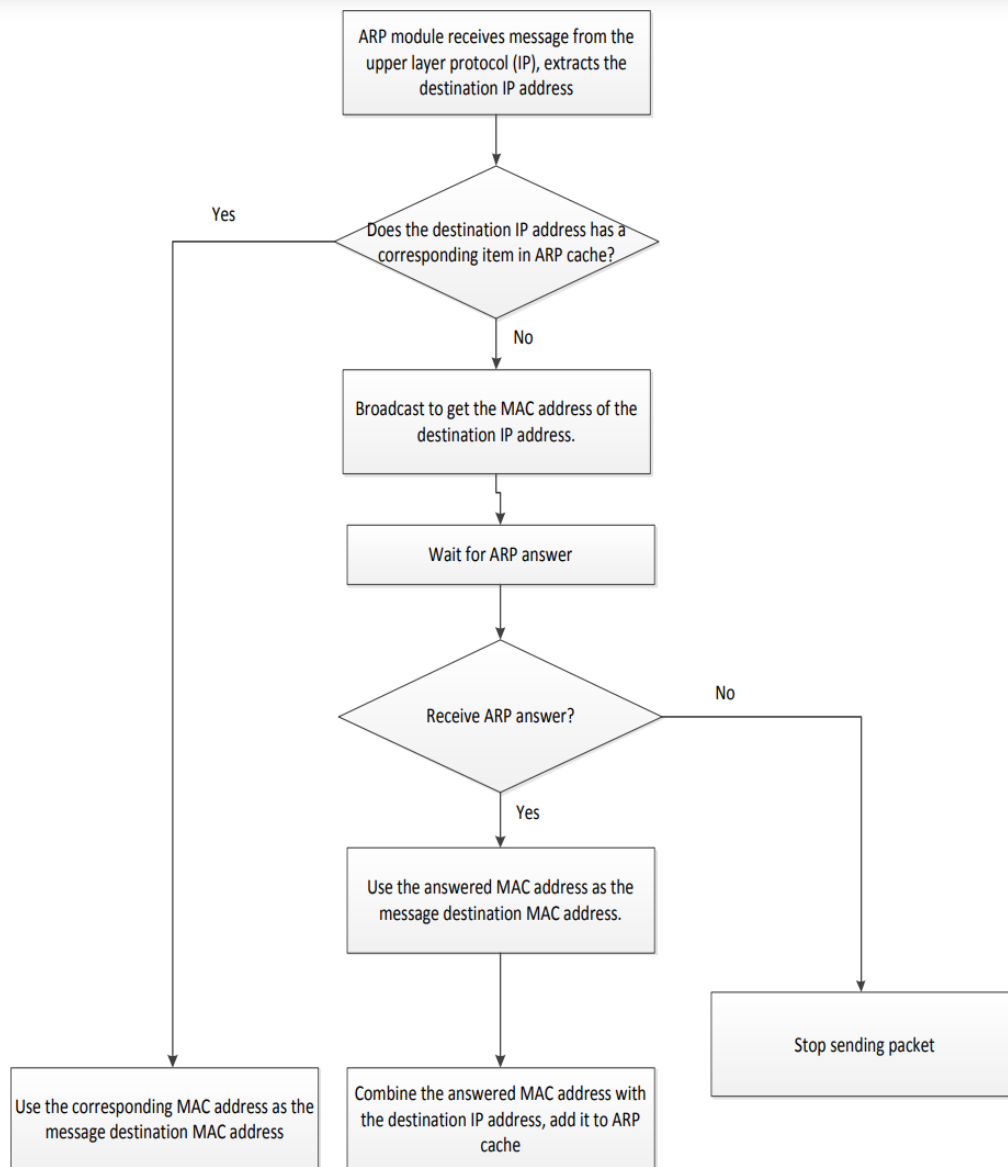 ARP module receives message from the
upper layer protocol (IP), extracts the
destination IP address
Yes
Does the destination IP address has a
corresponding item in ARP cache?
No
Broadcast to get the MAC address of the
destination IP address.
Wait for ARP answer
No
Receive ARP answer?
Yes
Use the answered MAC address as the
message destination MAC address.
Stop sending packet
Use the corresponding MAC address as the
message destination MAC address
Combine the answered MAC address with
the destination IP address, add it to ARP
cache